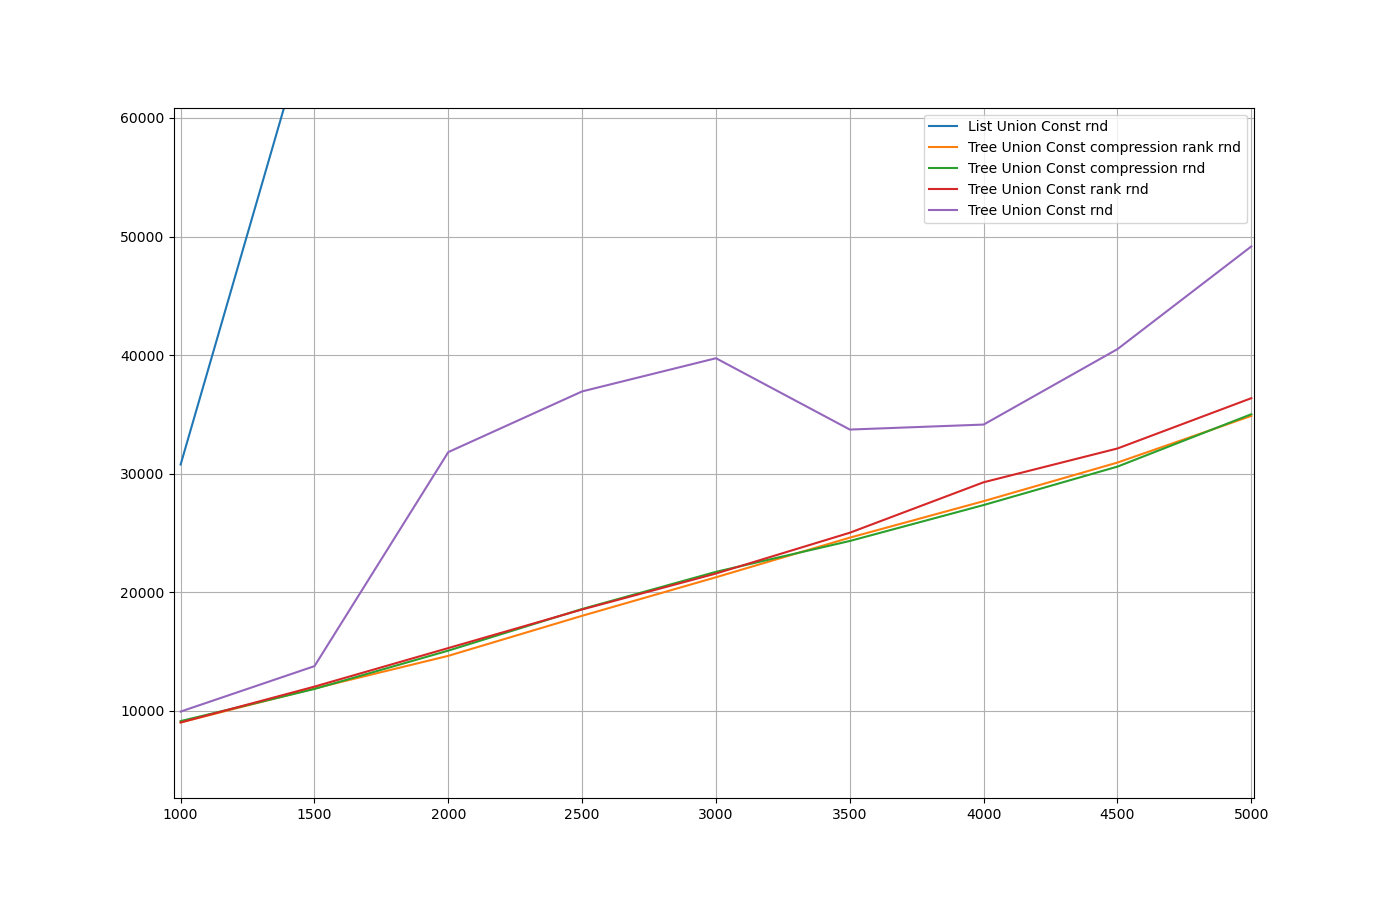 60000
50000
40000
30000
20000
10000
1000 1500 2000 2500 3000 3500 4000 4500 5000
List Union Const rnd
Tree Union Const compression rank rnd
Tree Union Const compression rnd
Tree Union Const rank rnd
Tree Union Const rnd